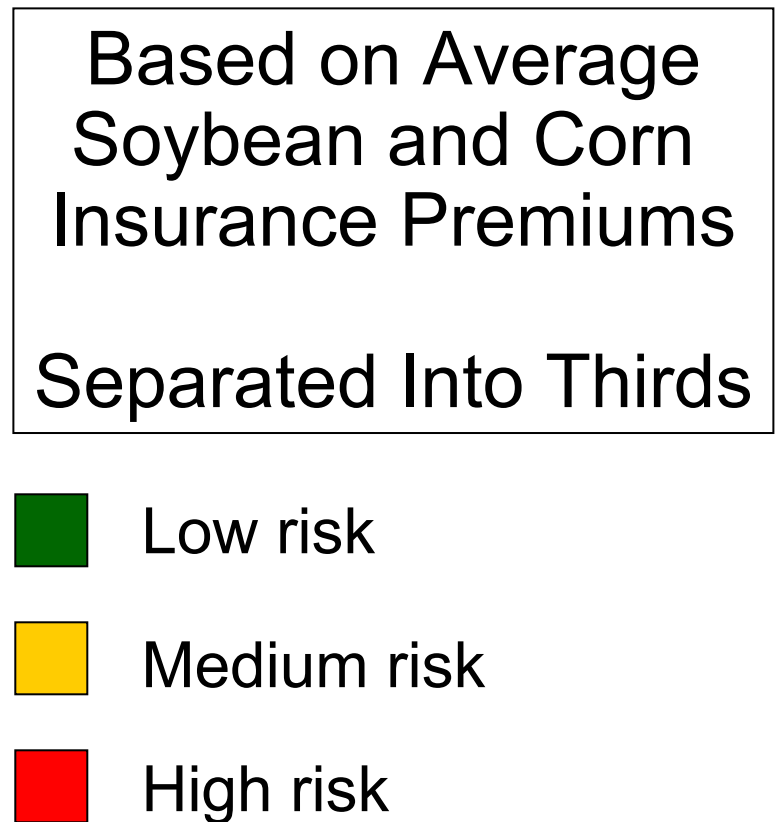 Based on Average
Soybean and Corn
Insurance Premiums
Separated Into Thirds
Low risk
Medium risk
High risk